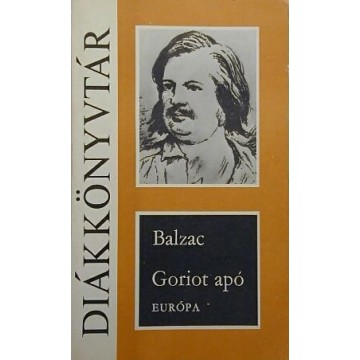 DIÁKKÖNYVTÁR
Balzac
Goriot apó
EURÓPA